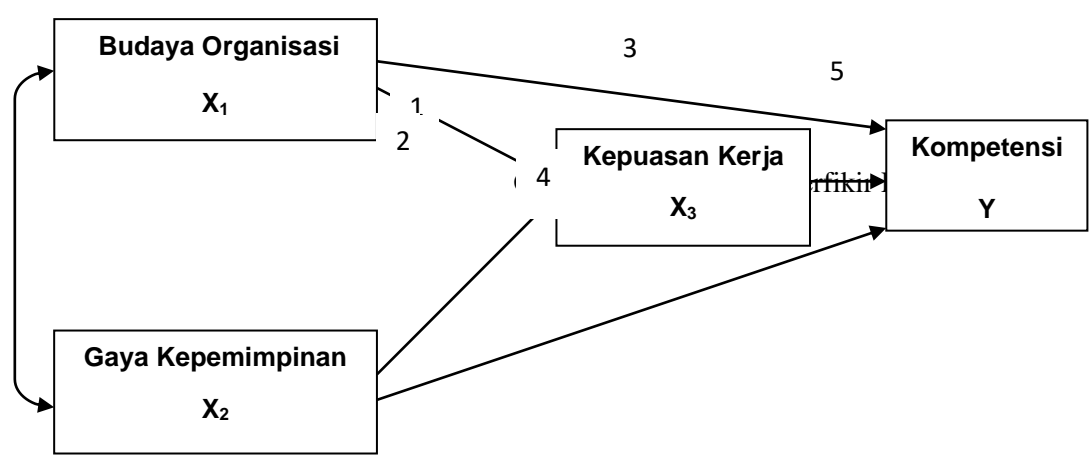 Budaya Organisasi
X₁
3
5
1
2
Kepuasan Kerja
X₃
4
Kompetensi
Y
Gaya Kepemimpinan
X₂